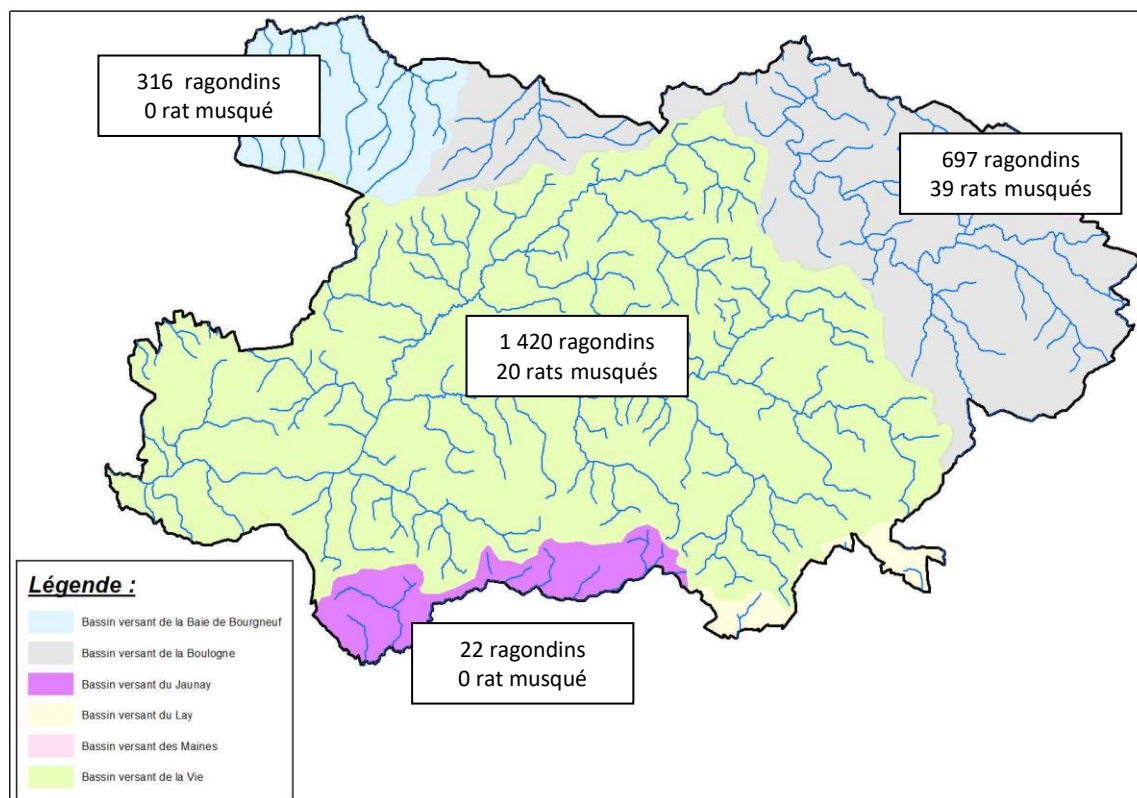 316 ragondins
0 rat musqué
697 ragondins
39 rats musqués
1 420 ragondins
20 rats musqués
22 ragondins
0 rat musqué
Légende :
Bassin versant de la Baie de Bourgneuf
Bassin versant de la Boulogne
Bassin versant du Jaunay
Bassin versant du Lay
Bassin versant des Maines
Bassin versant de la Vie